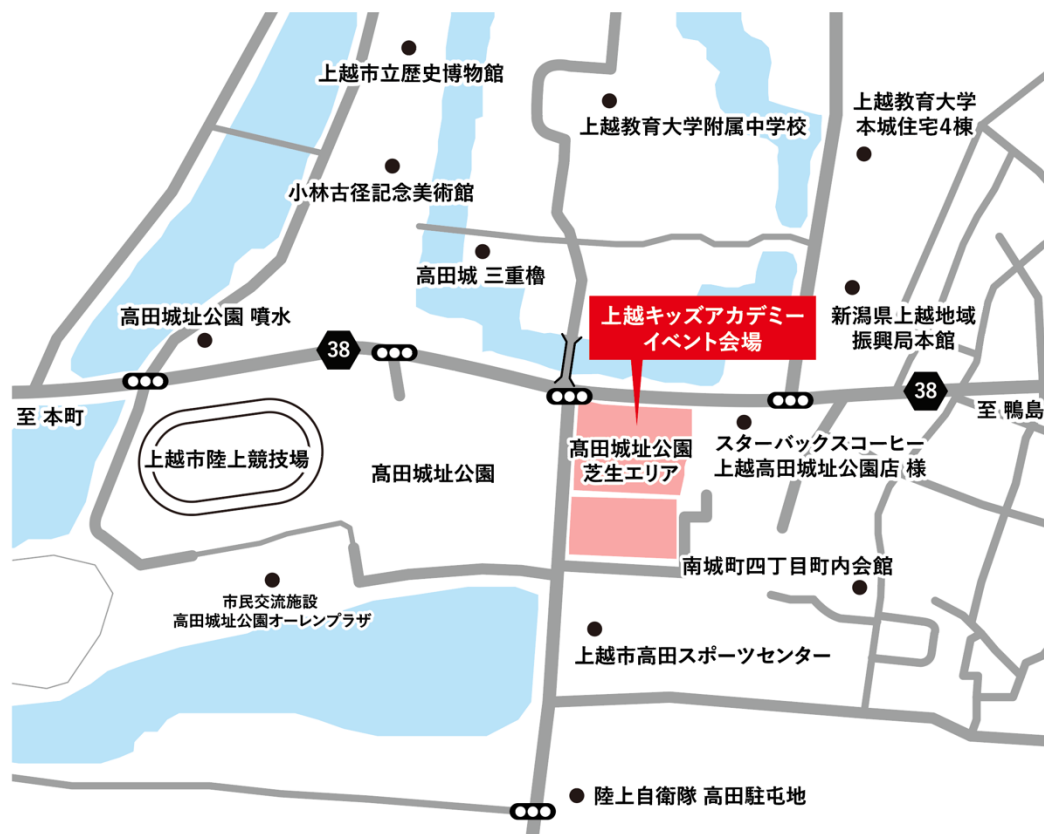 上越市立歴史博物館
上越教育大学附属中学校
上越教育大学
本城住宅4棟
小林古径記念美術館
高田城 三重櫓
上越キッズアカデミー
イベント会場
新潟県上越地域
振興局本館
高田城址公園 噴水
38
38
至 本町
至 鴨島
上越市陸上競技場
髙田城址公園
髙田城址公園
芝生エリア
スターバックスコーヒー
上越高田城址公園店 様
南城町四丁目町内会館
市民交流施設
高田城址公園オーレンプラザ
上越市高田スポーツセンター
陸上自衛隊 高田駐屯地